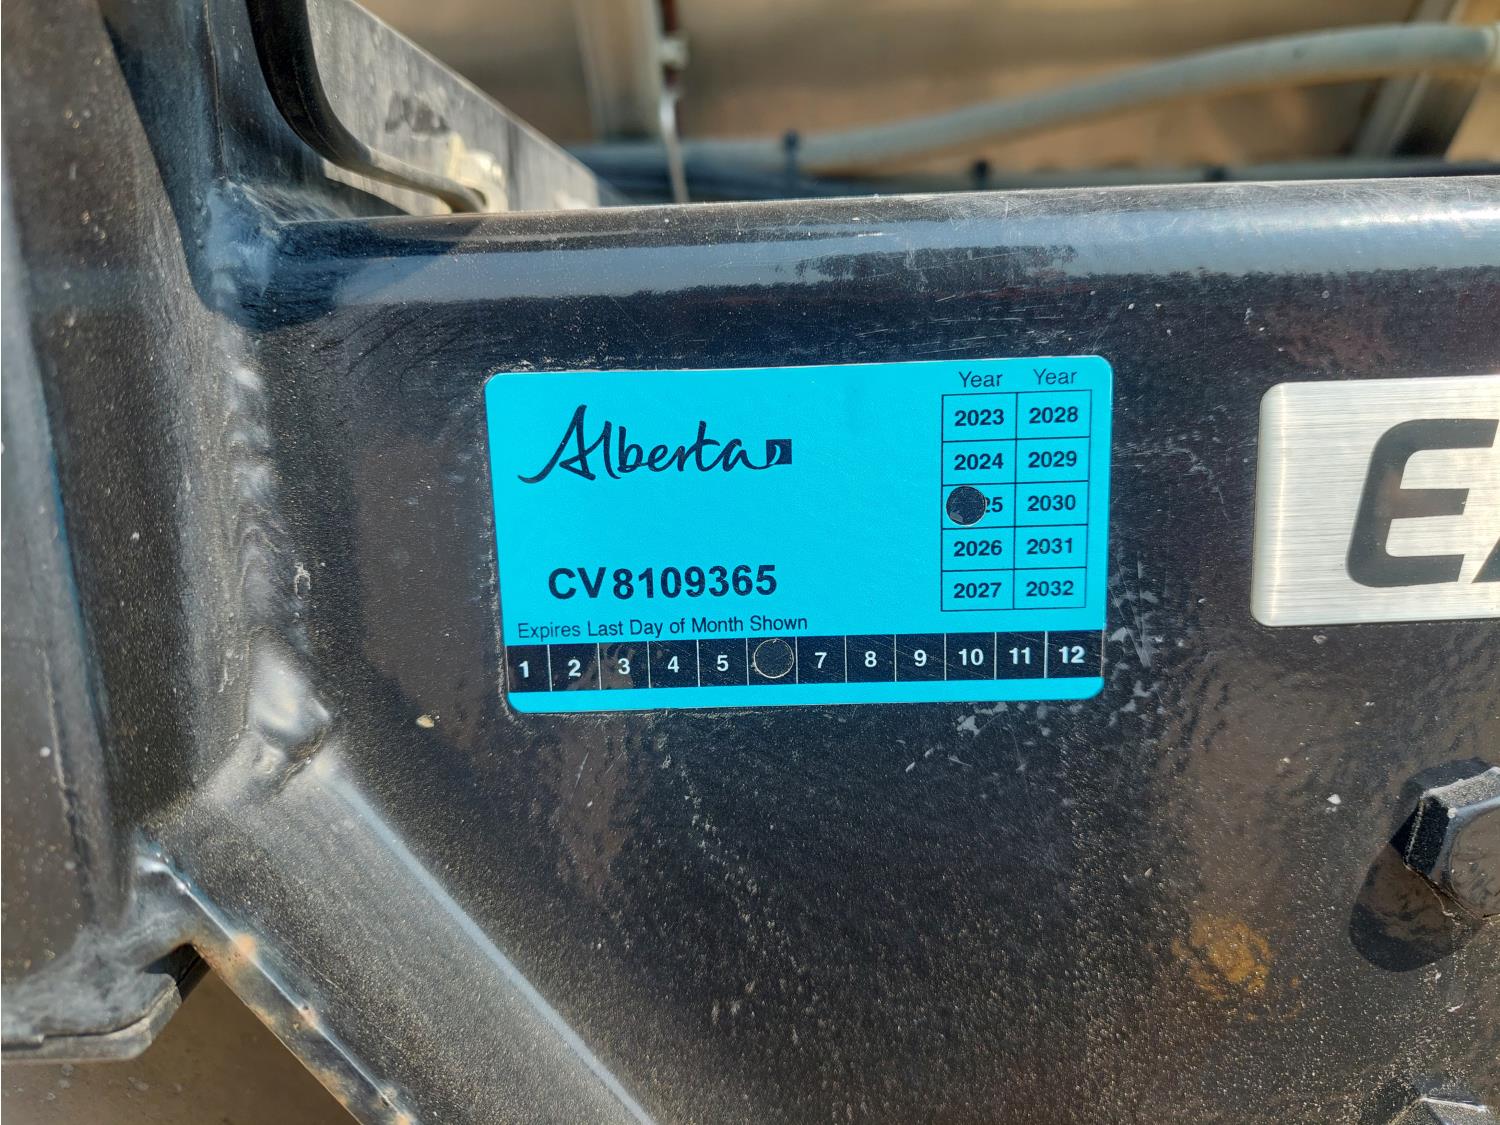 Alberta
Year Year
2023 2028
2024 2029
25 2030
2026 2031
2027 2032
CV8109365
Expires Last Day of Month Shown
1 2 3 4 5 7 8 9 10 11 12
E